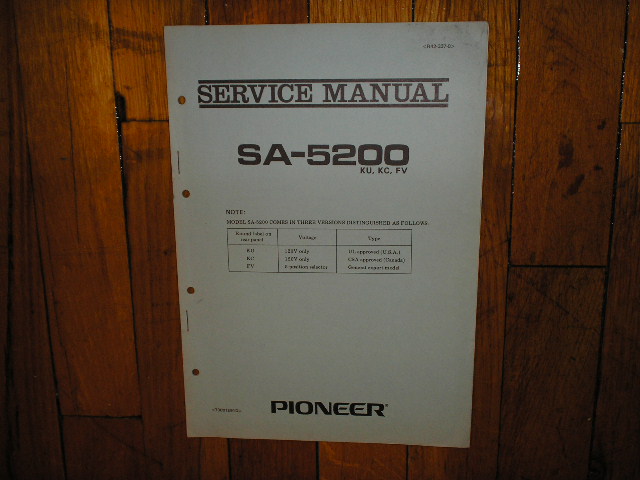 SERVICE MANUAL
SA-5200
KU, KC, FV
NOTE:
MODEL SA-5200 COMES IN THREE VERSIONS DISTINGUISHED AS FOLLOWS:
Voltage
Type
KU 120V only UL approved (U.S.A.)
KC 120V only CSA approved (Canada)
FV General export model
PIONEER